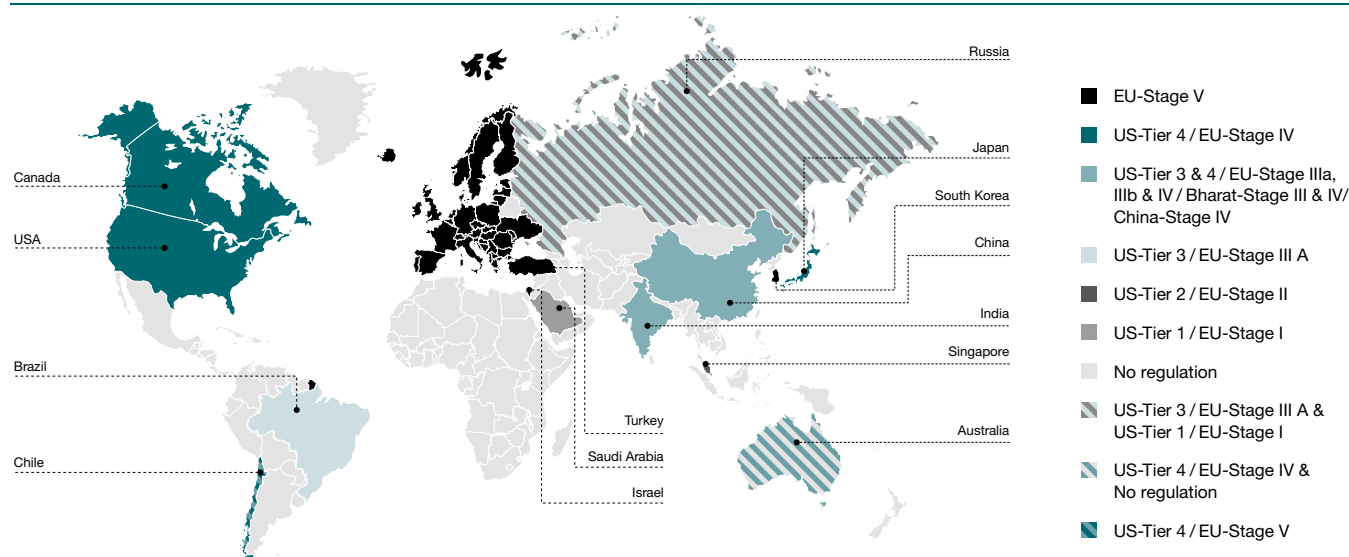 Russia
Japan
Canada
South Korea
USA
China
India
Singapore
Brazil
Turkey
Australia
Saudi Arabia
Chile
Israel
EU-Stage V
US-Tier 4 / EU-Stage IV
US-Tier 3 & 4 / EU-Stage IIIa,
IIIb & IV / Bharat-Stage III & IV/
China-Stage IV
US-Tier 3 / EU-Stage III A
US-Tier 2 / EU-Stage II
US-Tier 1 / EU-Stage I
No regulation
US-Tier 3 / EU-Stage III A &
US-Tier 1 / EU-Stage I
US-Tier 4 / EU-Stage IV &
No regulation
US-Tier 4 / EU-Stage V